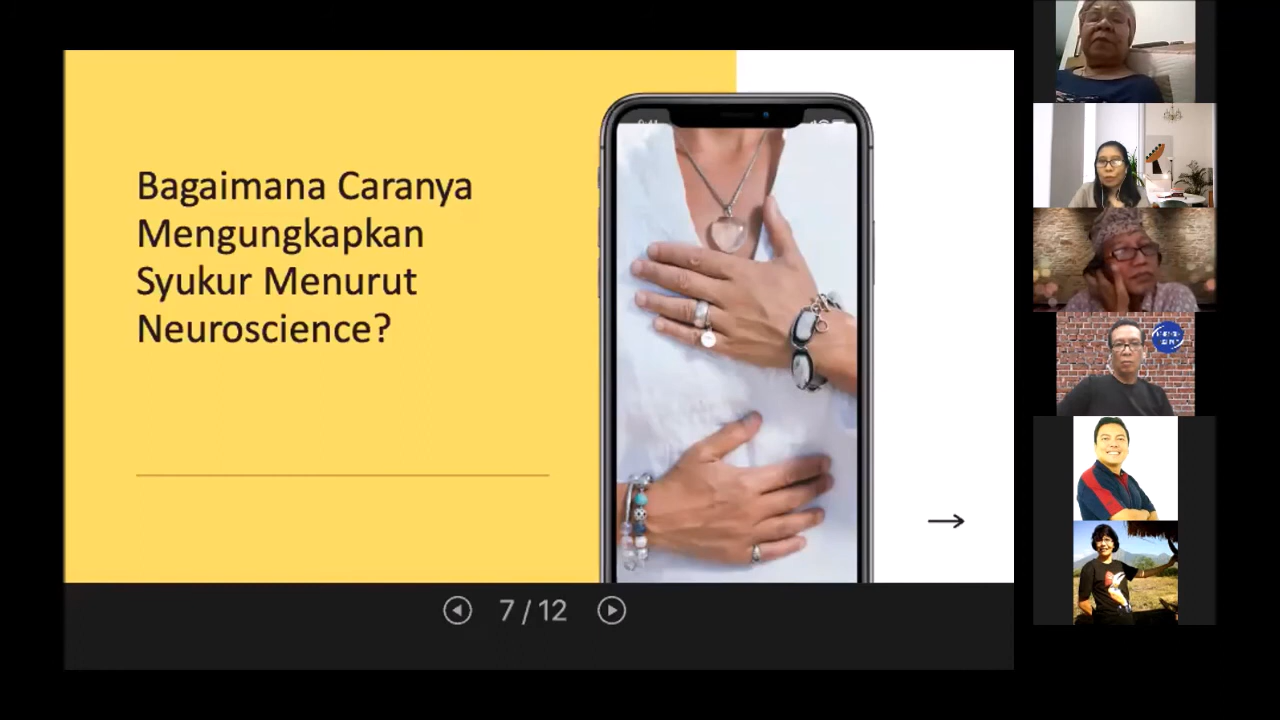 Bagaimana Caranya
Mengungkapkan
Syukur Menurut
Neuroscience?
7 / 12